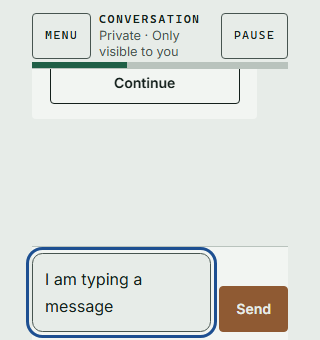 MENU
CONVERSATION
Private · Only
visible to you
PAUSE
Continue
I am typing a
message
Send